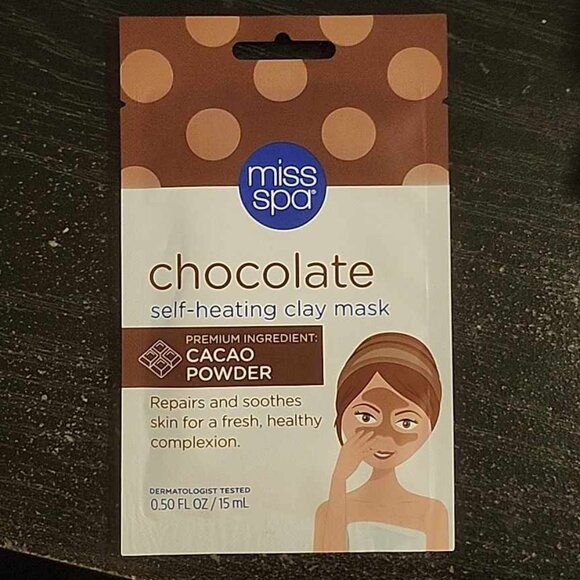 miss
spa®
chocolate
self-heating clay mask
PREMIUM INGREDIENT:
CACAO
POWDER
Repairs and soothes
skin for a fresh, healthy
complexion.
DERMATOLOGIST TESTED
0.50 FL OZ / 15 mL